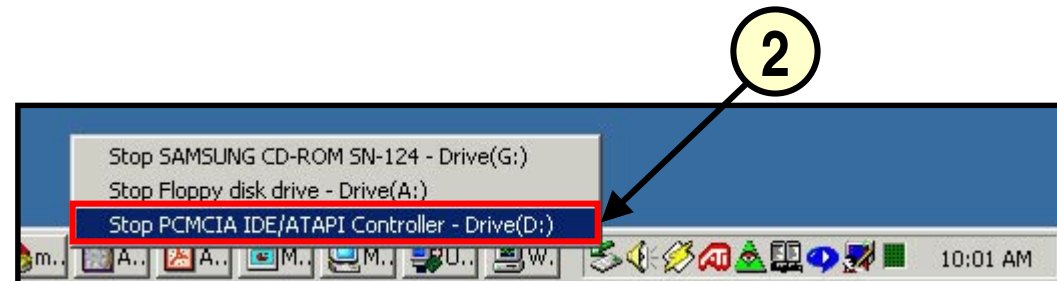 2
Stop SAMSUNG CD-ROM SN-124 - Drive(G:)
Stop Floppy disk drive - Drive(A:)
Stop PCMCIA IDE/ATAPI Controller - Drive(D:)
m.. A.. A.. M.. M.. U.. W. 10:01 AM